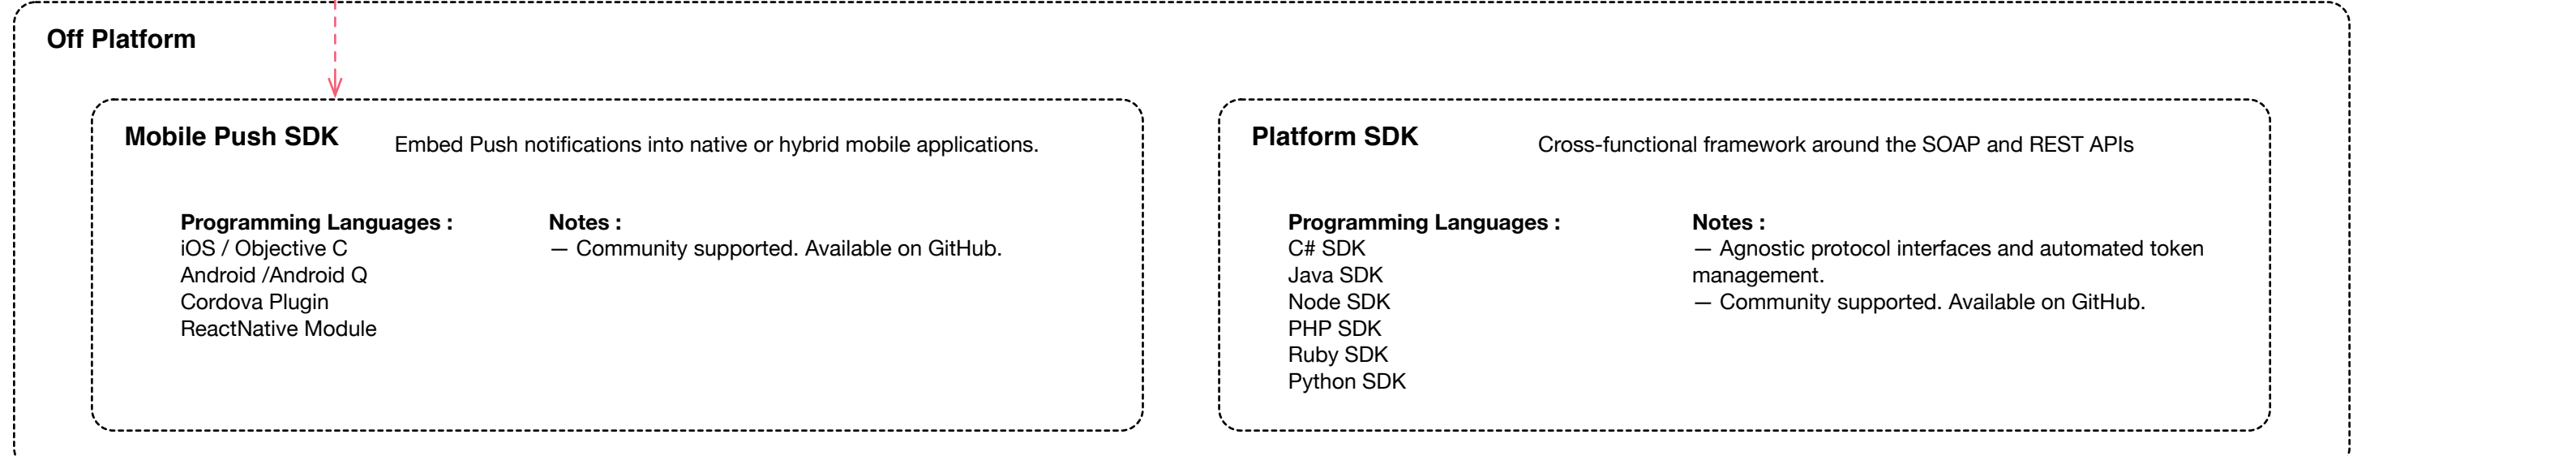 Off Platform
Mobile Push SDK
Embed Push notifications into native or hybrid mobile applications.
Programming Languages :
iOS / Objective C
Android /Android Q
Cordova Plugin
ReactNative Module
Notes :
— Community supported. Available on GitHub.
Platform SDK
Cross-functional framework around the SOAP and REST APIs
Programming Languages :
C# SDK
Java SDK
Node SDK
PHP SDK
Ruby SDK
Python SDK
Notes :
— Agnostic protocol interfaces and automated token
management.
— Community supported. Available on GitHub.